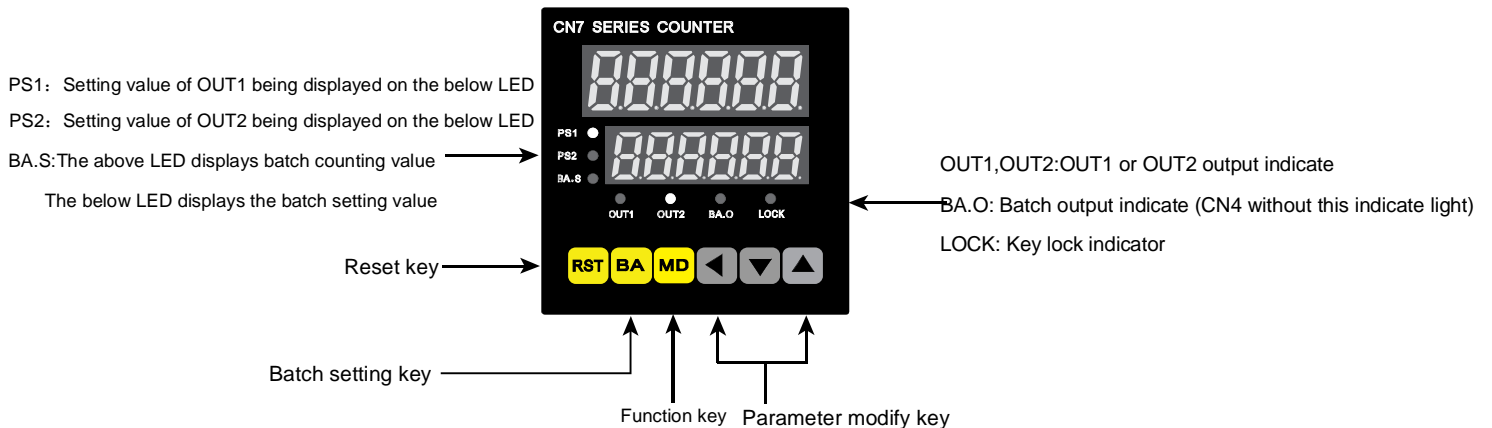 CN7 SERIES COUNTER
888888
PS1：Setting value of OUT1 being displayed on the below LED
PS2：Setting value of OUT2 being displayed on the below LED
BA.S:The above LED displays batch counting value
The below LED displays the batch setting value
PS1
PS2
BA.S
888888
OUT1 OUT2 BA.O LOCK
OUT1,OUT2:OUT1 or OUT2 output indicate
BA.O: Batch output indicate (CN4 without this indicate light)
LOCK: Key lock indicator
Reset key
RST BA MD
Batch setting key
Function key
Parameter modify key